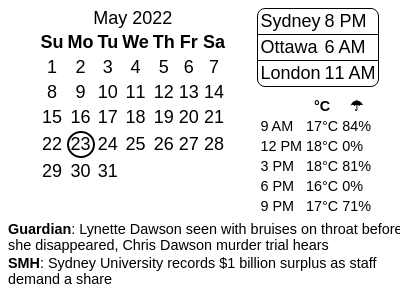 May 2022
Su Mo Tu We Th Fr Sa
1 2 3 4 5 6 7
8 9 10 11 12 13 14
15 16 17 18 19 20 21
22 23 24 25 26 27 28
29 30 31
Sydney 8 PM
Ottawa 6 AM
London 11 AM
°C ☂
9 AM 17°C 84%
12 PM 18°C 0%
3 PM 18°C 81%
6 PM 16°C 0%
9 PM 17°C 71%
Guardian: Lynette Dawson seen with bruises on throat before
she disappeared, Chris Dawson murder trial hears
SMH: Sydney University records $1 billion surplus as staff
demand a share